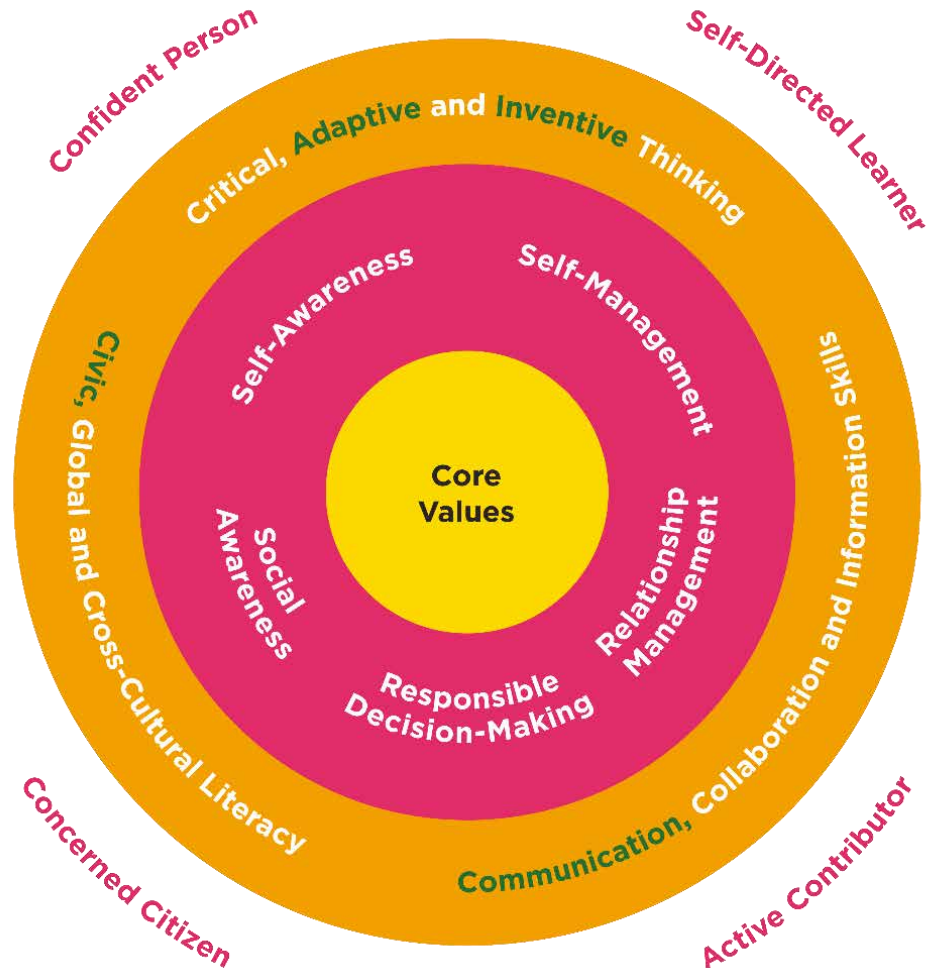 Confident Person
Self-Directed Learner
Critical, Adaptive and Inventive Thinking
Self-Awareness
Self-Management
Civic, Global and Cross-Cultural Literacy
Communication, Collaboration and Information Skills
Core
Values
Social
Awareness
Relationship
Management
Responsible
Decision-Making
Concerned Citizen
Active Contributor